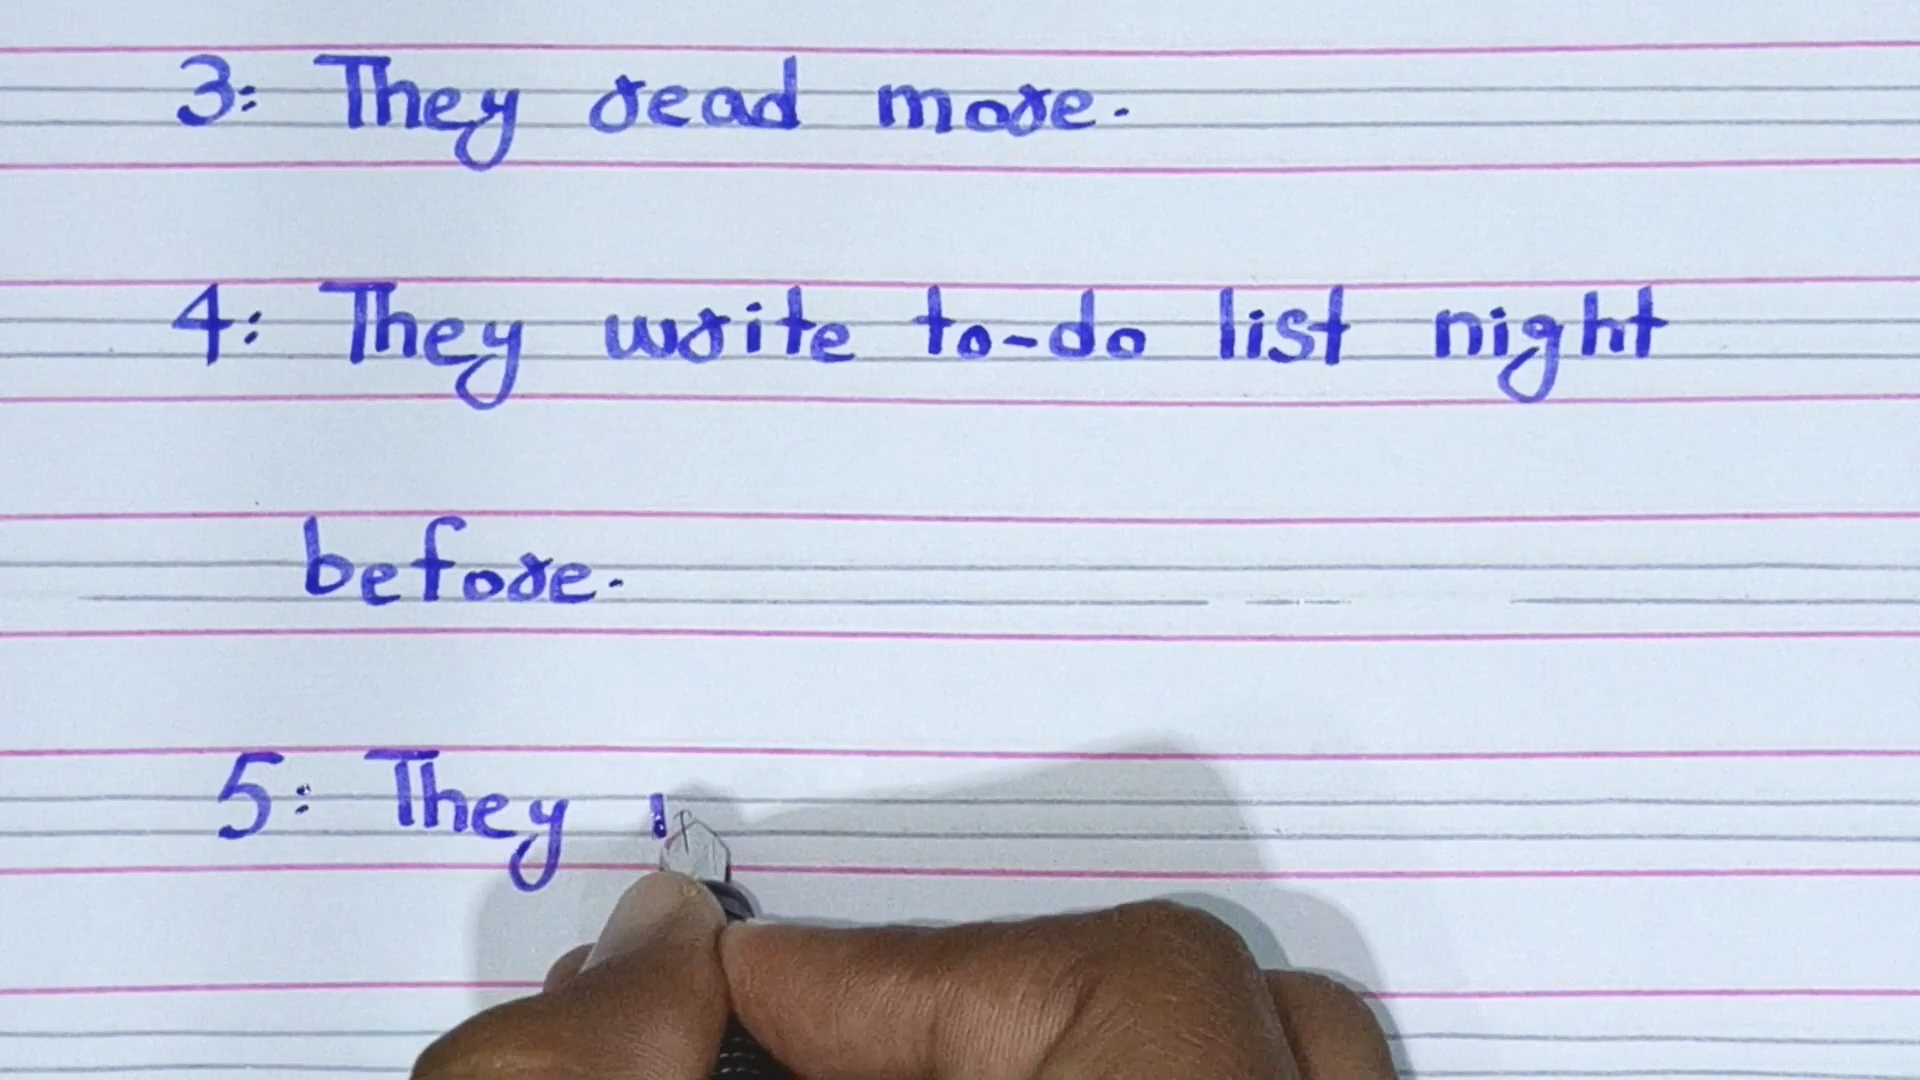 3: They read more.
4: They write to-do list night
before.
5: They